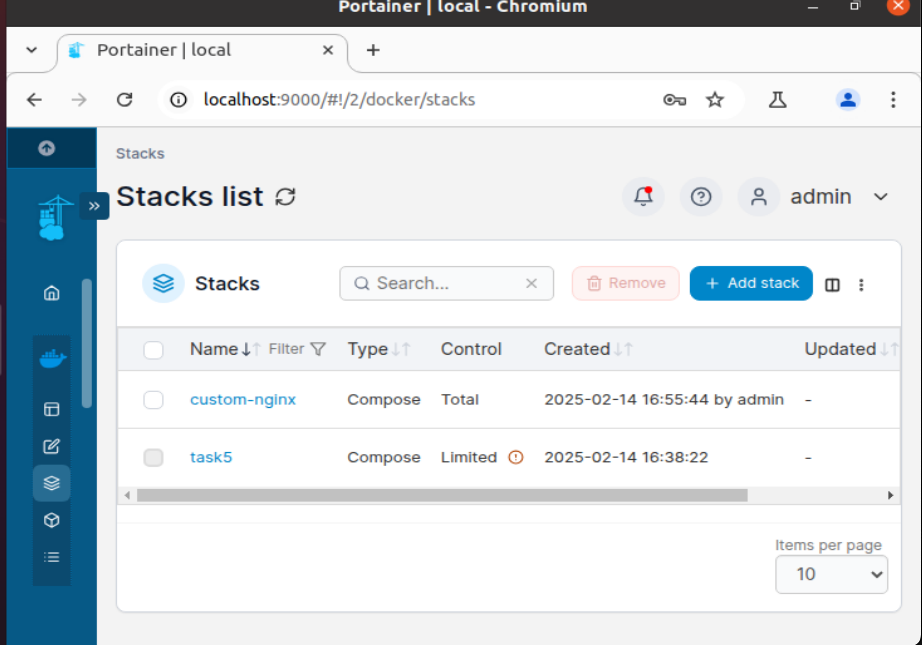 Portainer | local - Chromium
Portainer | local
localhost:9000/#!/2/docker/stacks
Stacks
Stacks list
admin
Stacks
Search...
Remove
+ Add stack
Name Filter Type Control Created Updated
custom-nginx Compose Total 2025-02-14 16:55:44 by admin -
task5 Compose Limited 2025-02-14 16:38:22 -
Items per page
10